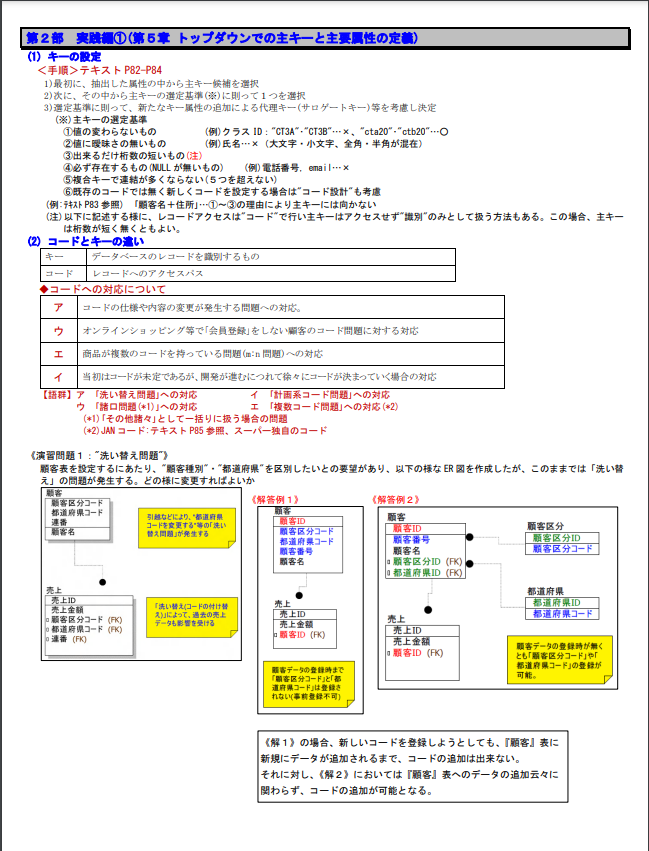 第２部　実践編①(第５章 トップダウンでの主キーと主要属性の定義)
(1) キーの設定
＜手順＞テキスト P82-P84
1)最初に、抽出した属性の中から主キー候補を選択
2)次に、その中から主キーの選定基準(※)に則って１つを選択
3)選定基準に則って、新たなキー属性の追加による代理キー(サロゲートキー)等を考慮し決定
(※)主キーの選定基準
①値の変わらないもの　(例)クラス ID："CT3A"･"CT3B"…×、"cta20"･"ctb20"…○
②値に曖昧さの無いもの　(例)氏名…×（大文字・小文字、全角・半角が混在）
③出来るだけ桁数の短いもの(注)
④必ず存在するもの(NULL が無いもの)　(例)電話番号, email…×
⑤複合キーで連結が多くならない(５つを超えない)
⑥既存のコードでは無く新しくコードを設定する場合は"コード設計"も考慮
(例:ﾃｷｽﾄ P83 参照) 「顧客名＋住所」…①～③の理由により主キーには向かない
(注)以下に記述する様に、レコードアクセスは"コード"で行い主キーはアクセスせず"識別"のみとして扱う方法もある。この場合、主キー
は桁数が短く無くともよい。
(2) コードとキーの違い
キー　データベースのレコードを識別するもの
コード　レコードへのアクセスパス
◆コードへの対応について
ア　コードの仕様や内容の変更が発生する問題への対応。
ウ　オンラインショッピング等で「会員登録」をしない顧客のコード問題に対する対応
エ　商品が複数のコードを持っている問題(m:n 問題)への対応
イ　当初はコードが未定であるが、開発が進むにつれて徐々にコードが決まっていく場合の対応
【語群】ア　「洗い替え問題」への対応　イ　「計画系コード問題」への対応
ウ　「諸口問題(*1)」への対応　エ　「複数コード問題」への対応(*2)
(*1)「その他諸々」として一括りに扱う場合の問題
(*2)JAN コード：テキスト P85 参照、スーパー独自のコード
《演習問題１："洗い替え問題"》
顧客表を設定するにあたり、"顧客種別"・"都道府県"を区別したいとの要望があり、以下の様な ER 図を作成したが、このままでは「洗い替
え」の問題が発生する。どの様に変更すればよいか
顧客
顧客区分コード
都道府県コード
連番
顧客名
引越などにより、"都道府県
コードを変更する"等の「洗い
替え問題」が発生する
売上
売上ID
売上金額
顧客区分コード (FK)
都道府県コード (FK)
連番 (FK)
「洗い替え(コードの付け替
え)」によって、過去の売上
データも影響を受ける
《解答例１》
顧客
顧客ID
顧客区分コード
都道府県コード
顧客番号
顧客名
売上
売上ID
売上金額
顧客ID (FK)
顧客データの登録時まで
「顧客区分コード」と「都
道府県コード」は登録さ
れない(事前登録不可)
《解答例２》
顧客
顧客ID
顧客番号
顧客名
顧客区分ID (FK)
都道府県ID (FK)
顧客区分
顧客区分ID
顧客区分コード
都道府県
都道府県ID
都道府県コード
売上
売上ID
売上金額
顧客ID (FK)
顧客データの登録時が無く
とも「顧客区分コード」や「都
道府県コード」の登録が
可能。
《解１》の場合、新しいコードを登録しようとしても、『顧客』表に
新規にデータが追加されるまで、コードの追加は出来ない。
それに対し、《解２》においては『顧客』表へのデータの追加云々に
関わらず、コードの追加が可能となる。